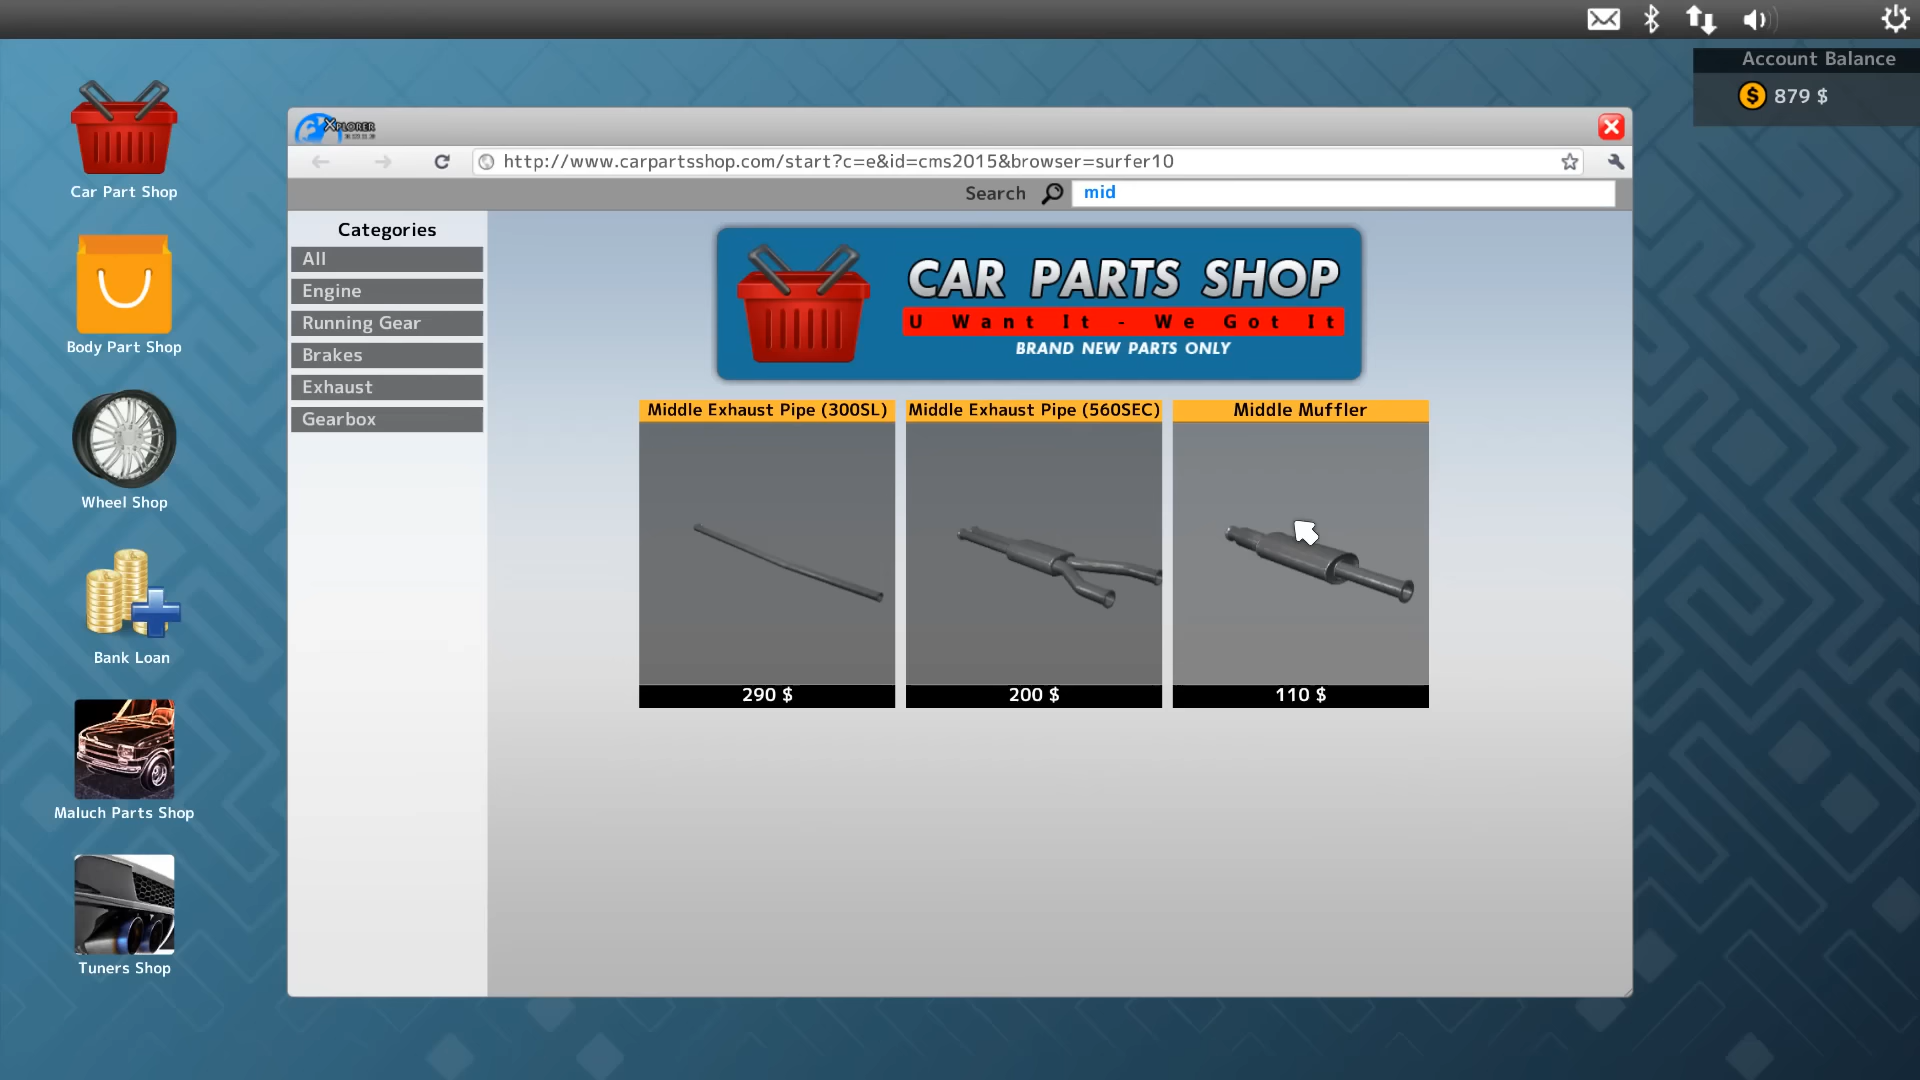 Account Balance
879 $
Car Part Shop
Body Part Shop
Wheel Shop
Bank Loan
Maluch Parts Shop
Tuners Shop
XPLORER
http://www.carpartsshop.com/start?c=e&id=cms2015&browser=surfer10
Search mid
Categories
All
Engine
Running Gear
Brakes
Exhaust
Gearbox
CAR PARTS SHOP
U Want It - We Got It
BRAND NEW PARTS ONLY
Middle Exhaust Pipe (300SL)
290 $
Middle Exhaust Pipe (560SEC)
200 $
Middle Muffler
110 $